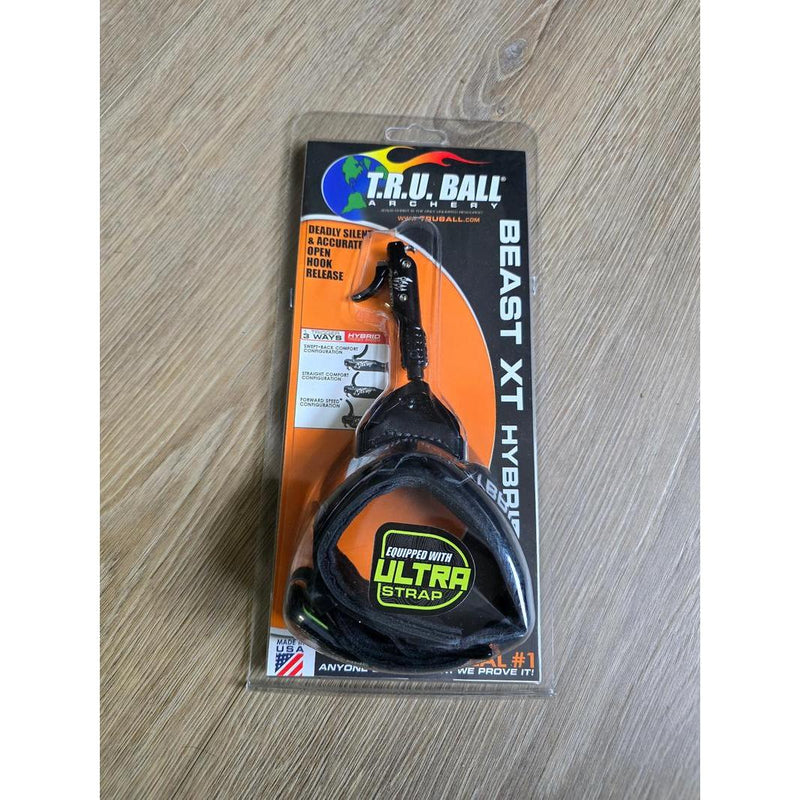 T.R.U. BALL®
ARCHERY
WWW.TRUBALL.COM
DEADLY SILENT
& ACCURATE
OPEN
HOOK
RELEASE
BEAST XT HYBRID
3 WAYS HYBRID
SWEPT-BACK COMFORT
CONFIGURATION
STRAIGHT COMFORT
CONFIGURATION
FORWARD SPEED™
CONFIGURATION
EQUIPPED WITH
ULTRA
STRAP
MADE IN
USA
#1
ANYONE
WE PROVE IT!